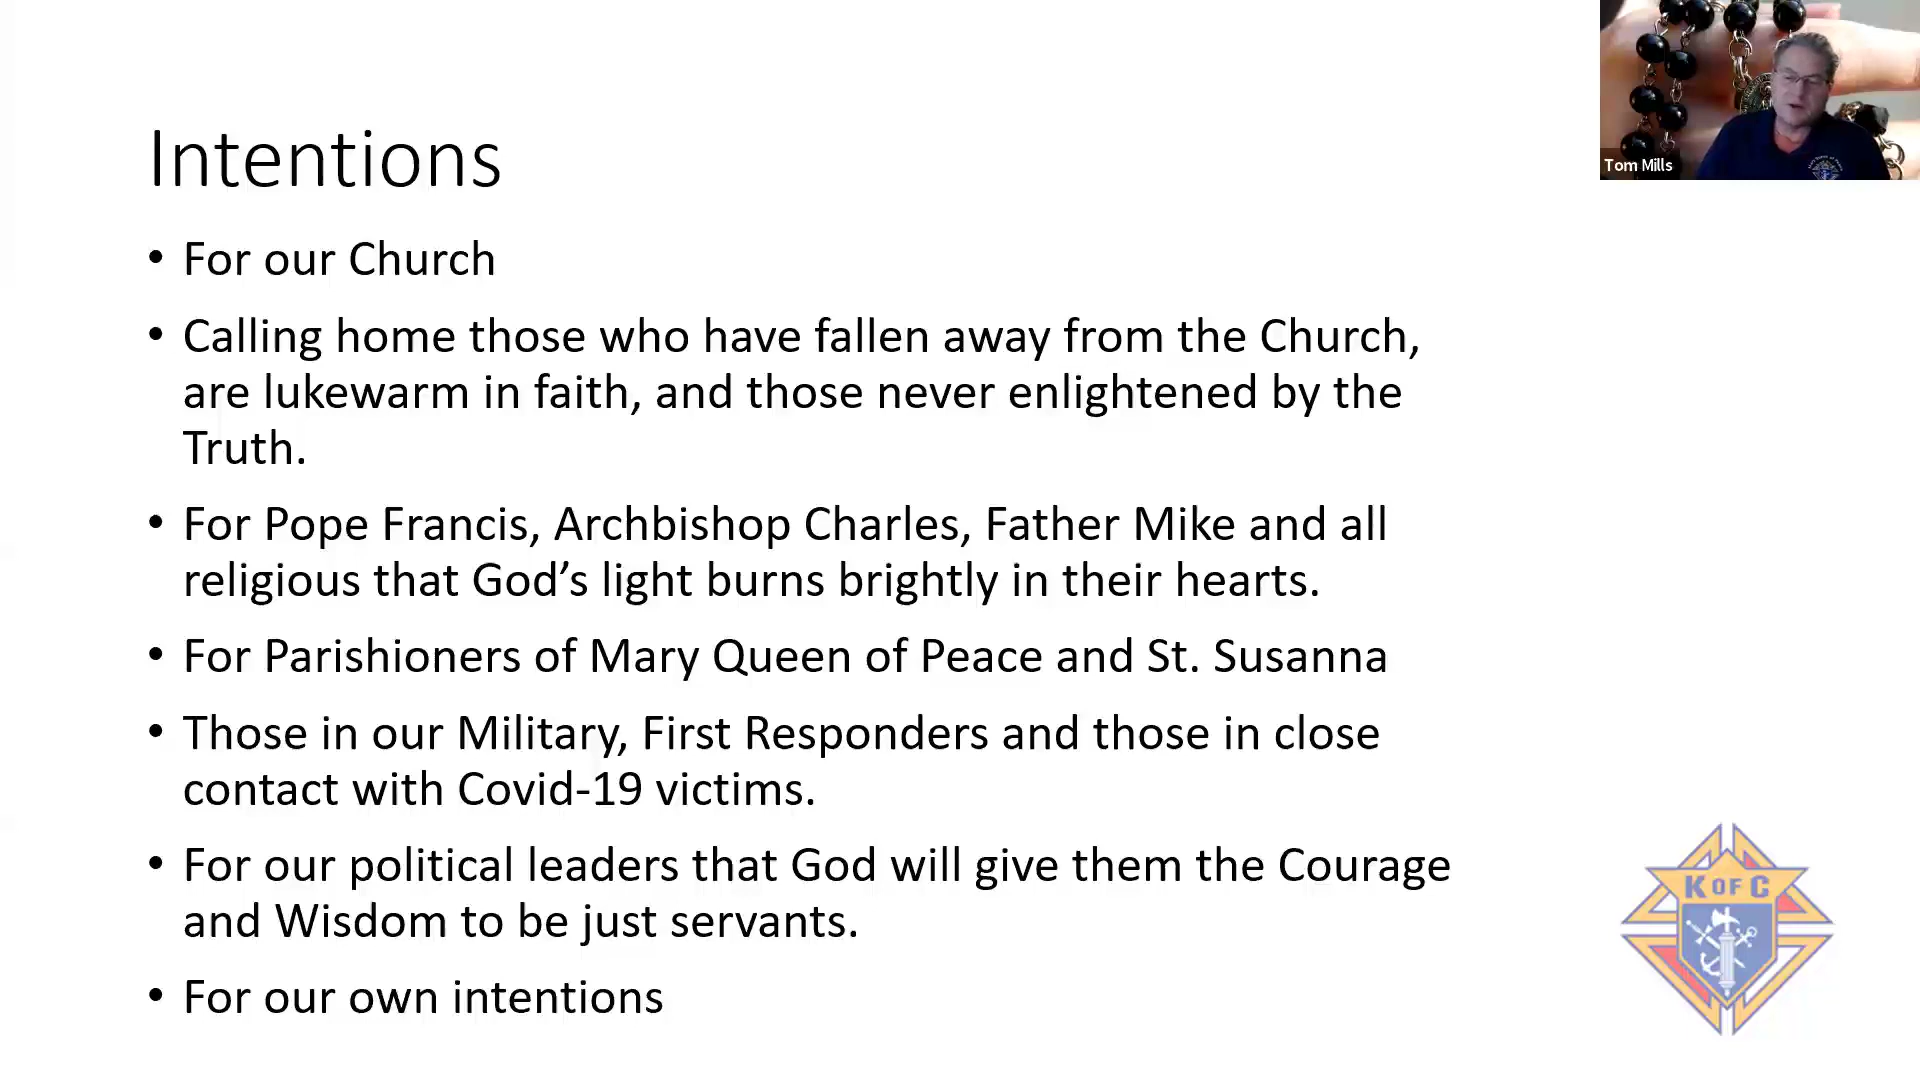 Intentions
• For our Church
• Calling home those who have fallen away from the Church,
are lukewarm in faith, and those never enlightened by the
Truth.
• For Pope Francis, Archbishop Charles, Father Mike and all
religious that God’s light burns brightly in their hearts.
• For Parishioners of Mary Queen of Peace and St. Susanna
• Those in our Military, First Responders and those in close
contact with Covid-19 victims.
• For our political leaders that God will give them the Courage
and Wisdom to be just servants.
• For our own intentions
Tom Mills
K OF C